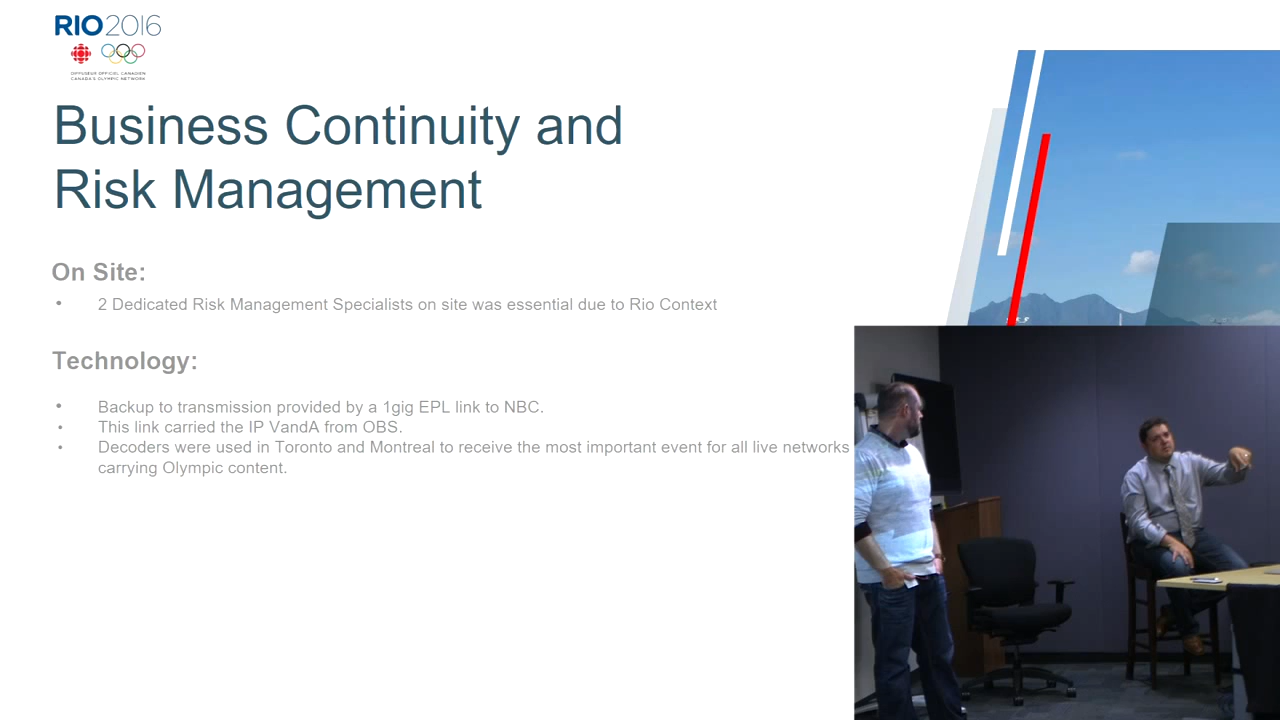 RIO2016
DIFFUSEUR OFFICIEL CANADIEN
CANADA'S OLYMPIC NETWORK
Business Continuity and
Risk Management
On Site:
• 2 Dedicated Risk Management Specialists on site was essential due to Rio Context
Technology:
• Backup to transmission provided by a 1gig EPL link to NBC.
• This link carried the IP VandA from OBS.
• Decoders were used in Toronto and Montreal to receive the most important event for all live networks
carrying Olympic content.